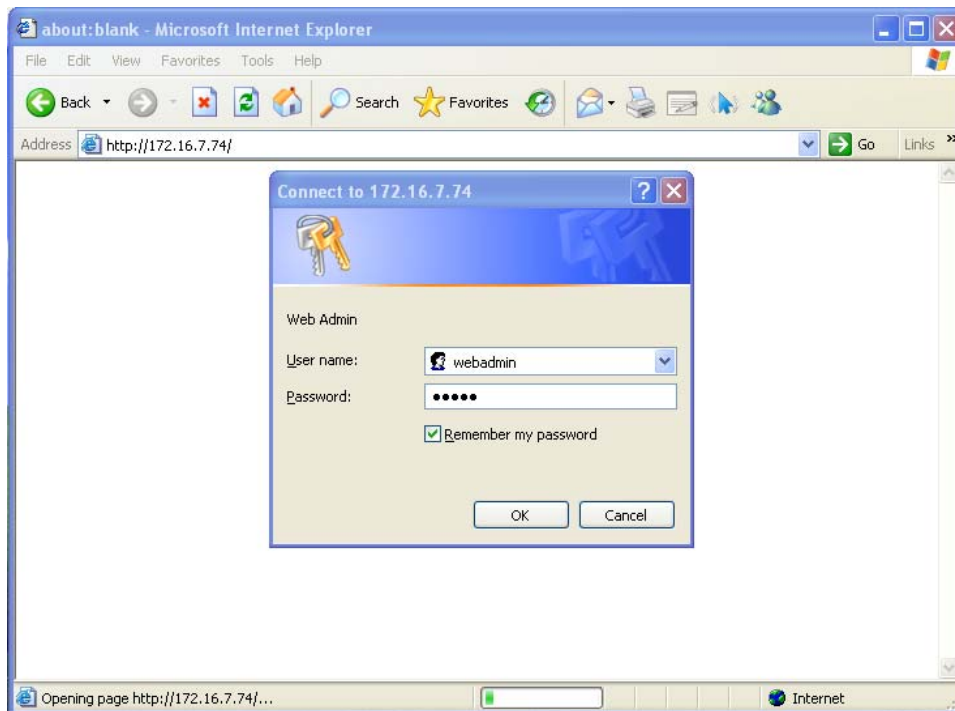 about:blank - Microsoft Internet Explorer
File Edit View Favorites Tools Help
Back Search Favorites
Address http://172.16.7.74/ Go Links »
Connect to 172.16.7.74
Web Admin
User name: webadmin
Password: •••••
Remember my password
OK Cancel
Opening page http://172.16.7.74/... Internet